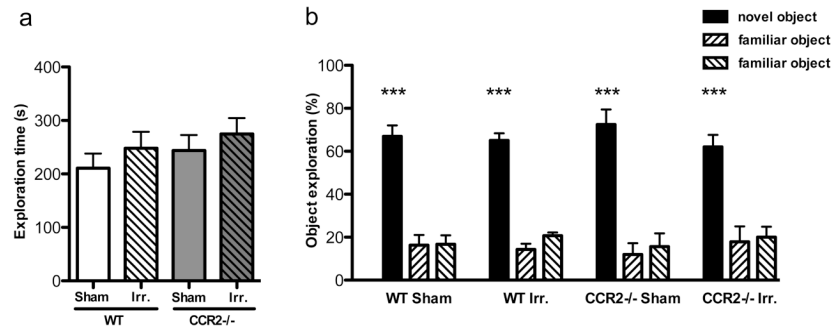 a
Exploration time (s)
400
300
200
100
0
Sham Irr. Sham Irr.
WT CCR2-/-
b
novel object
familiar object
familiar object
Object exploration (%)
100
80
60
40
20
0
*** *** *** ***
WT Sham WT Irr. CCR2-/- Sham CCR2-/- Irr.